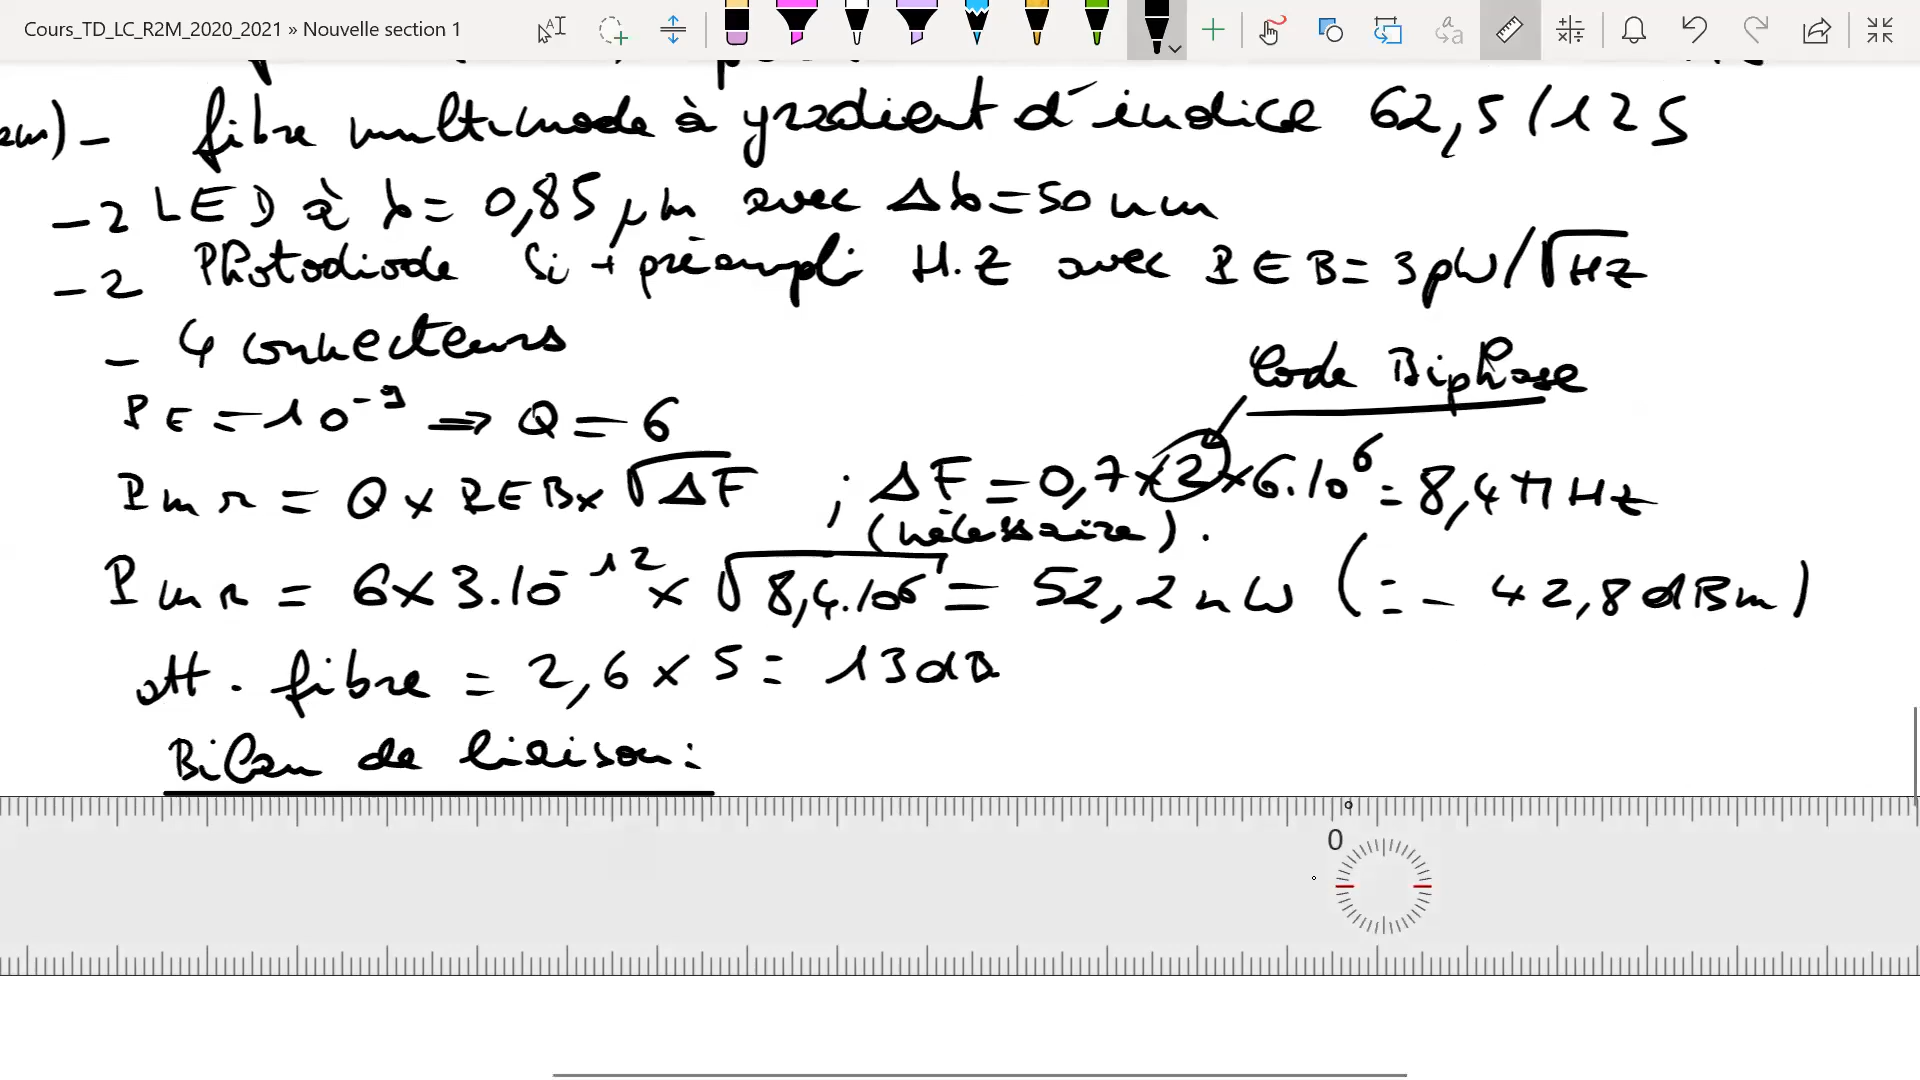 Cours_TD_LC_R2M_2020_2021 » Nouvelle section 1
fibre multimode à gradient d'indice 62,5/125
- 2 LED à λ = 0,85 µm avec Δλ = 50 nm
- 2 Photodiode Si + préampli H.Z avec PEB = 3 pW/√Hz
- 4 connecteurs
Code Biphase
PE = 10⁻⁹ ⇒ Q = 6
Pmr = Q × PEB × √ΔF ; ΔF = 0,7 × 2 × 6.10⁶ = 8,4 MHz
(nécessaire).
Pmr = 6 × 3.10⁻¹² × √8,4.10⁶ = 52,2 nW (= - 42,8 dBm)
att. fibre = 2,6 × 5 = 13 dB
Bilan de liaison :
0